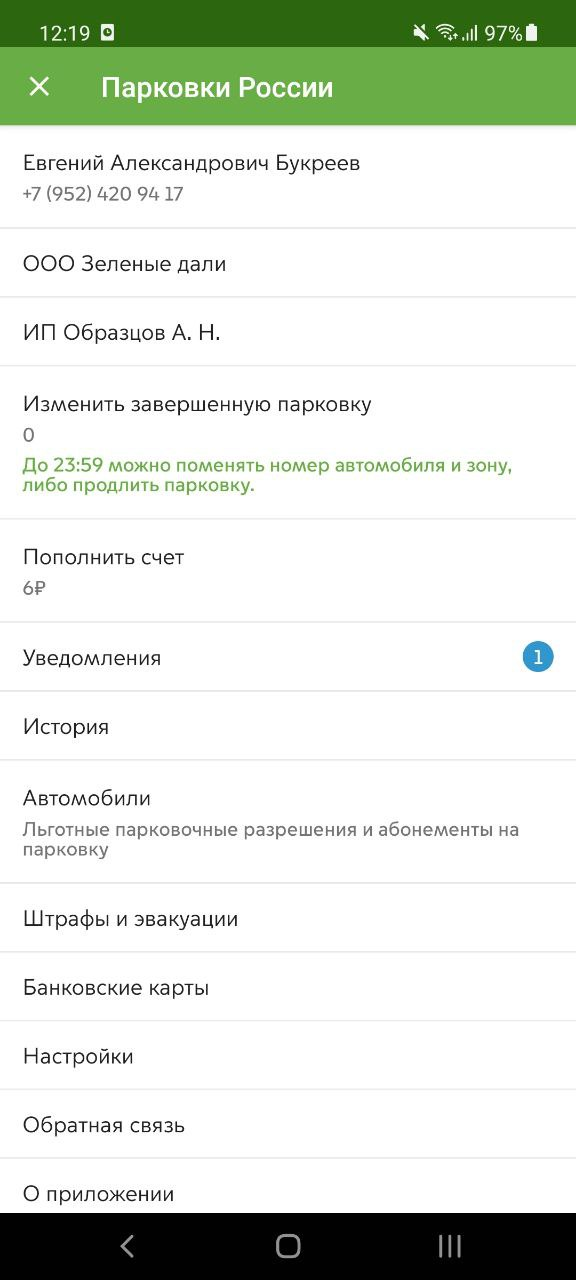 12:19
97%
Парковки России
Евгений Александрович Букреев
+7 (952) 420 94 17
ООО Зеленые дали
ИП Образцов А. Н.
Изменить завершенную парковку
0
До 23:59 можно поменять номер автомобиля и зону,
либо продлить парковку.
Пополнить счет
6₽
Уведомления
1
История
Автомобили
Льготные парковочные разрешения и абонементы на
парковку
Штрафы и эвакуации
Банковские карты
Настройки
Обратная связь
О приложении